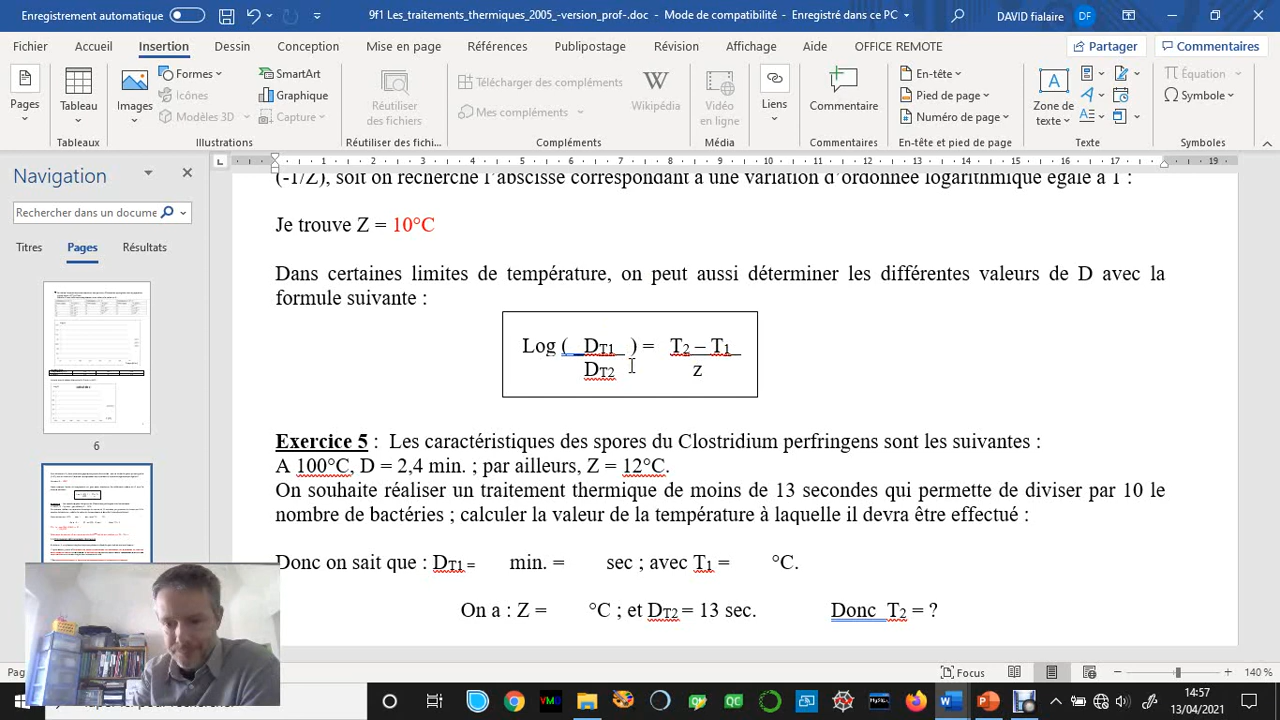 9f1 Les_traitements_thermiques_2005_-version_prof-.doc - Mode de compatibilité - Enregistré dans ce PC
DAVID fialaire DF
Fichier Accueil Insertion Dessin Conception Mise en page Références Publipostage Révision Affichage Aide OFFICE REMOTE Partager Commentaires
Pages
Tableau
Images
Formes
Icônes
Modèles 3D
SmartArt
Graphique
Capture
Réutiliser des fichiers
Télécharger des compléments
Mes compléments
Wikipédia
Vidéo en ligne
Liens
Commentaire
En-tête
Pied de page
Numéro de page
Zone de texte
Équation
Symbole
Tableaux Illustrations Réutiliser des fichi... Compléments Média Commentaires En-tête et pied de page Texte Symboles
Navigation
Rechercher dans un docume
Titres Pages Résultats
6
(-1/Z), soit on recherche l’abscisse correspondant à une variation d’ordonnée logarithmique égale à 1 :
Je trouve Z = 10°C
Dans certaines limites de température, on peut aussi déterminer les différentes valeurs de D avec la
formule suivante :
Log ( DT1 ) = T2 – T1
DT2 z
Exercice 5 : Les caractéristiques des spores du Clostridium perfringens sont les suivantes :
A 100°C, D = 2,4 min. ; par ailleurs, Z = 12°C.
On souhaite réaliser un traitement thermique de moins de 13 secondes qui permette de diviser par 10 le
nombre de bactéries ; calculer la valeur de la température à laquelle il devra être effectué :
Donc on sait que : DT1 = min. = sec ; avec T1 = °C.
On a : Z = °C ; et DT2 = 13 sec. Donc T2 = ?
Focus 140 %
14:57
13/04/2021